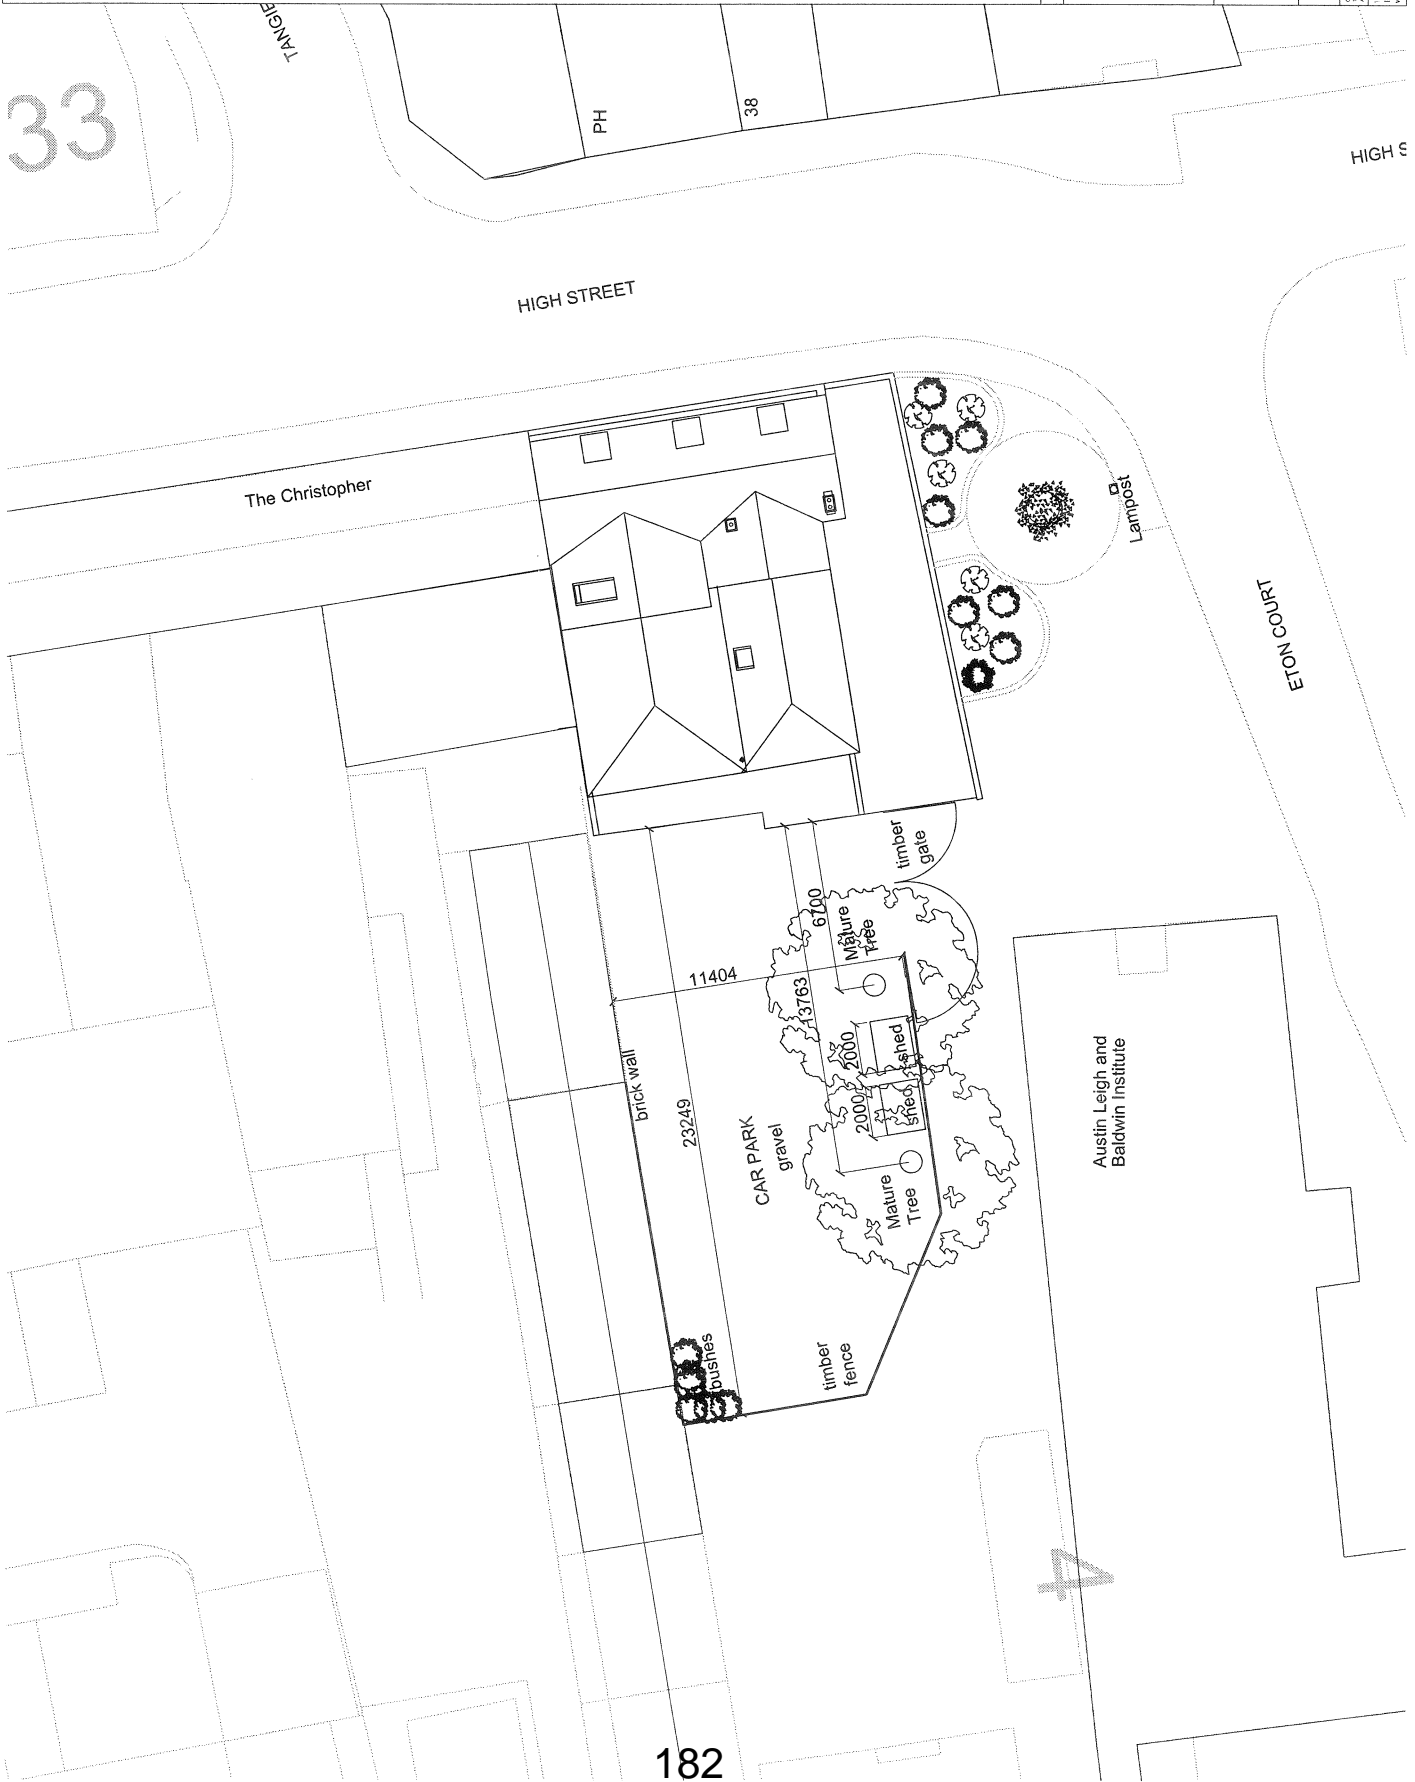 33
PH
38
HIGH STREET
The Christopher
Lampost
ETON COURT
timber
gate
6700
Mature
Tree
11404
13763
2000
shed
2000
shed
brick wall
23249
CAR PARK
gravel
Mature
Tree
Austin Leigh and
Baldwin Institute
bushes
timber
fence
4
182